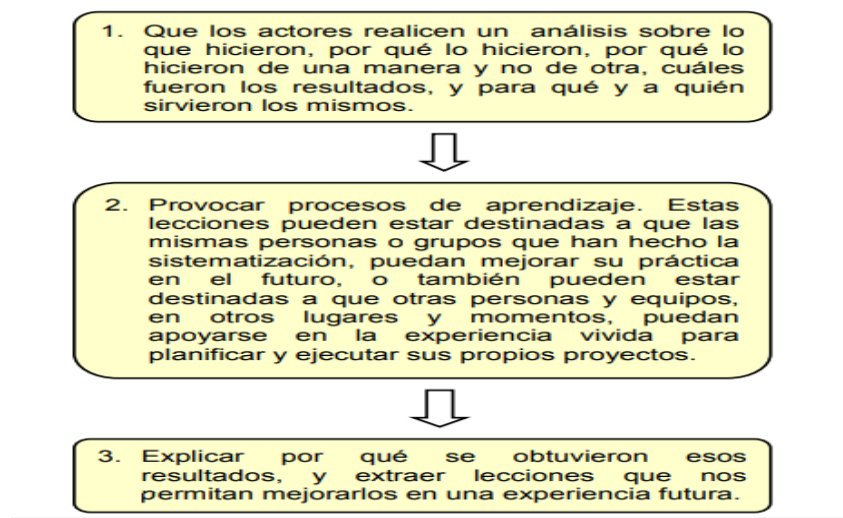 1. Que los actores realicen un análisis sobre lo
que hicieron, por qué lo hicieron, por qué lo
hicieron de una manera y no de otra, cuáles
fueron los resultados, y para qué y a quién
sirvieron los mismos.
2. Provocar procesos de aprendizaje. Estas
lecciones pueden estar destinadas a que las
mismas personas o grupos que han hecho la
sistematización, puedan mejorar su práctica
en el futuro, o también pueden estar
destinadas a que otras personas y equipos,
en otros lugares y momentos, puedan
apoyarse en la experiencia vivida para
planificar y ejecutar sus propios proyectos.
3. Explicar por qué se obtuvieron esos
resultados, y extraer lecciones que nos
permitan mejorarlos en una experiencia futura.